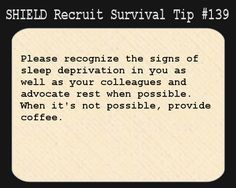 SHIELD Recruit Survival Tip #139
Please recognize the signs of
sleep deprivation in you as
well as your colleagues and
advocate rest when possible.
When it's not possible, provide
coffee.